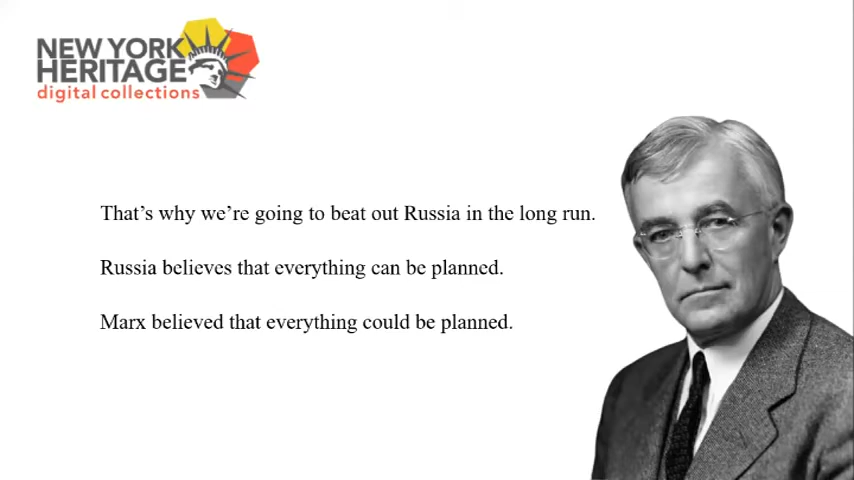 NEW YORK
HERITAGE
digital collections
That’s why we’re going to beat out Russia in the long run.
Russia believes that everything can be planned.
Marx believed that everything could be planned.